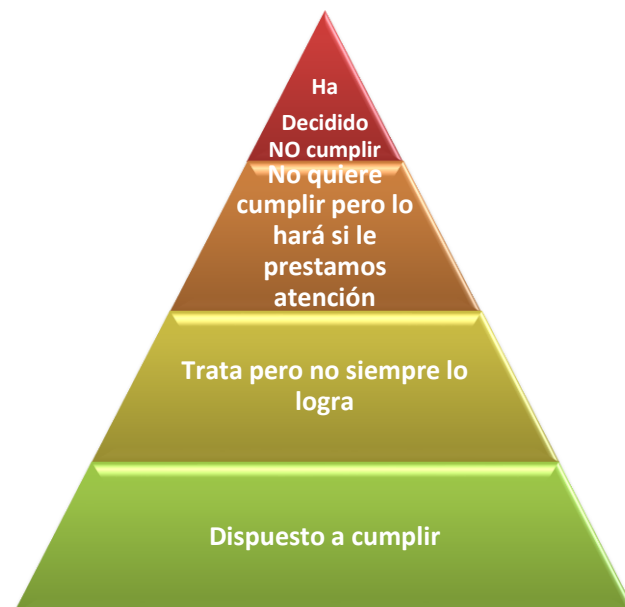 Ha
Decidido
NO cumplir
No quiere
cumplir pero lo
hará si le
prestamos
atención
Trata pero no siempre lo
logra
Dispuesto a cumplir